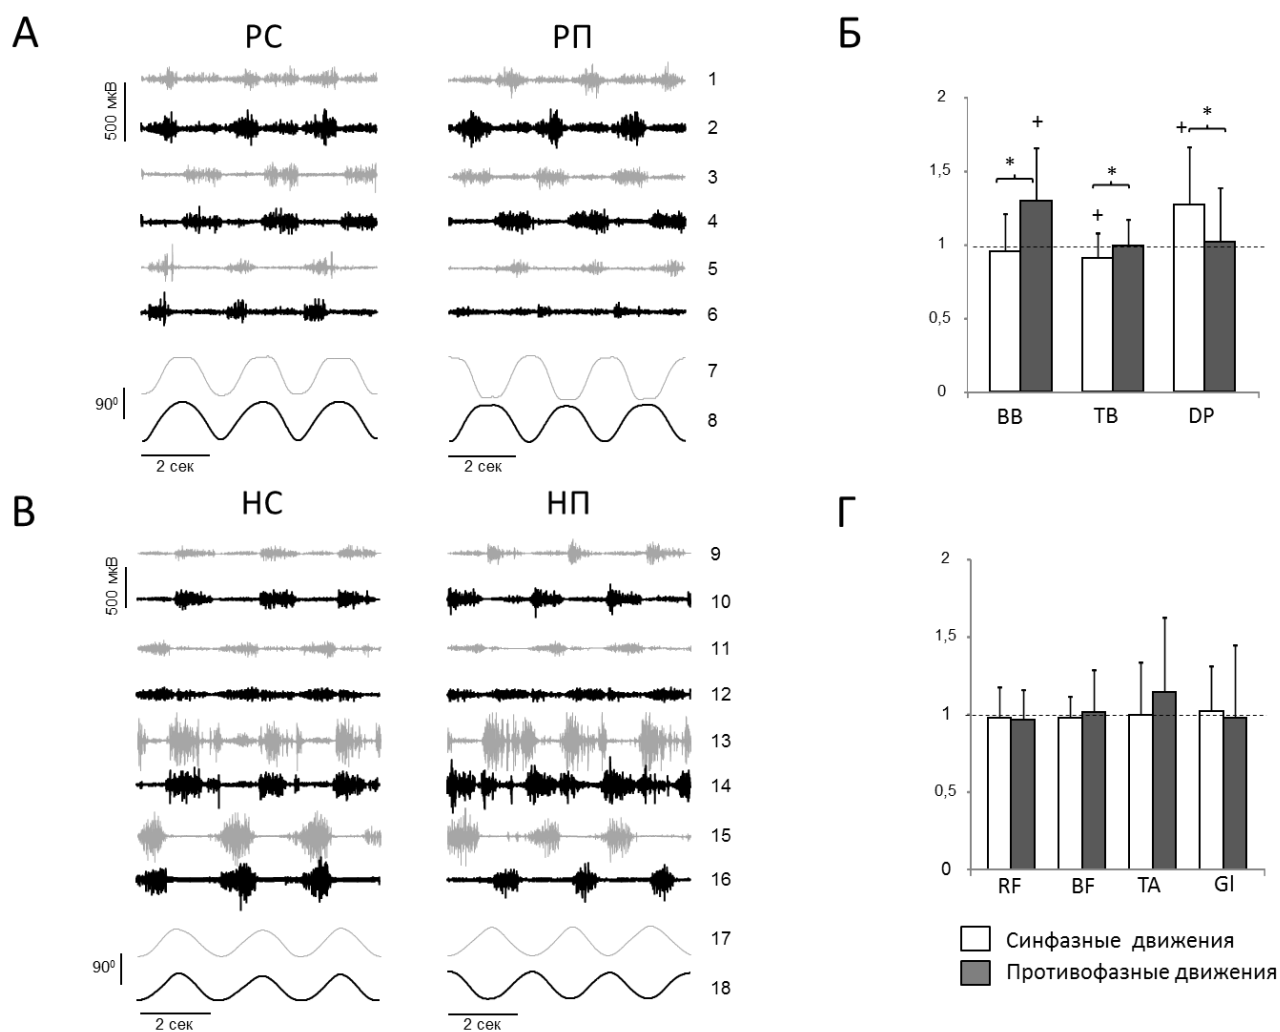 А
РС
РП
500 мкВ
1
2
3
4
5
6
7
8
90⁰
2 сек
2 сек
Б
2
1,5
1
0,5
0
*
+
*
+
+
*
BB
TB
DP
В
НС
НП
500 мкВ
9
10
11
12
13
14
15
16
17
18
90⁰
2 сек
2 сек
Г
2
1,5
1
0,5
0
RF
BF
TA
Gl
Синфазные движения
Противофазные движения